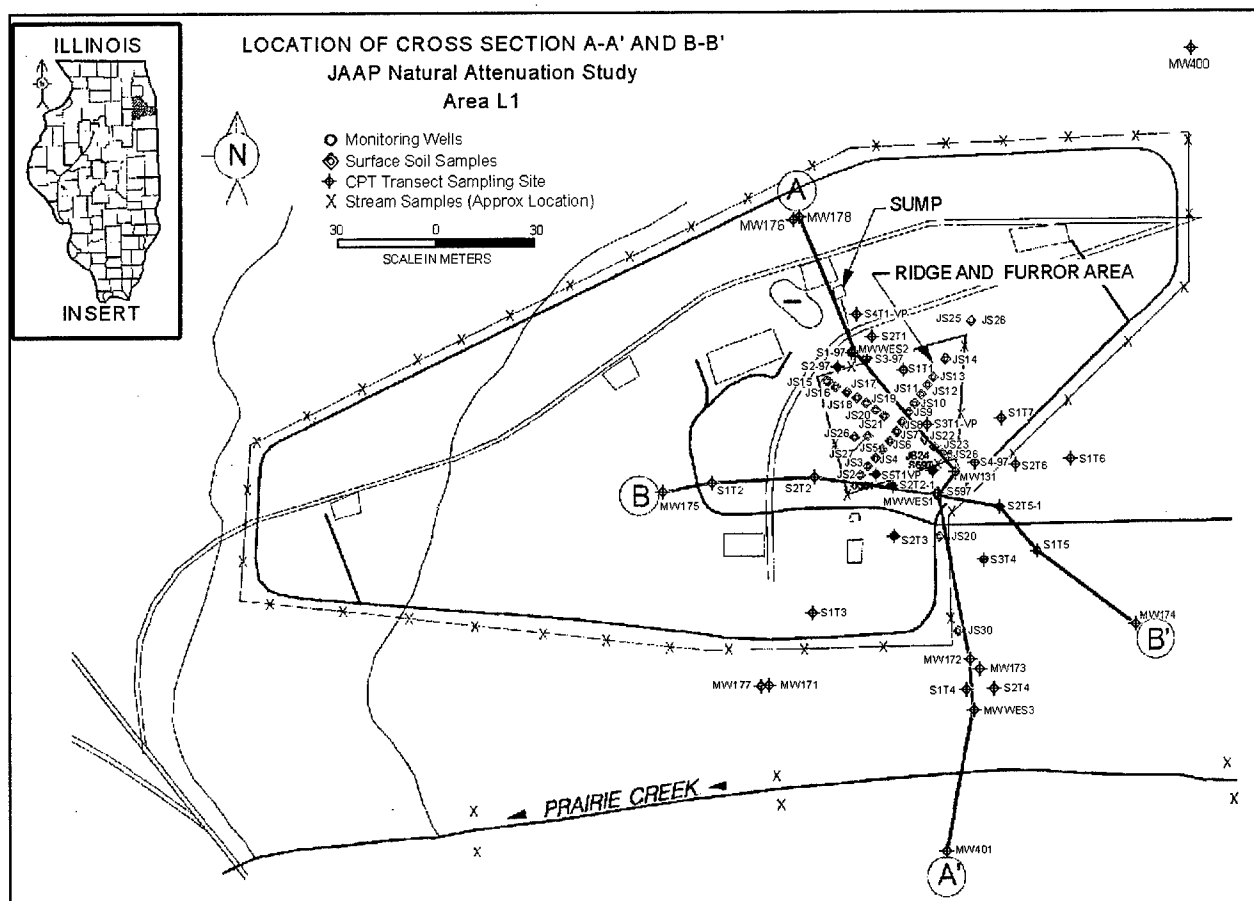 ILLINOIS
INSERT
LOCATION OF CROSS SECTION A-A' AND B-B'
JAAP Natural Attenuation Study
Area L1
N
Monitoring Wells
Surface Soil Samples
CPT Transect Sampling Site
X Stream Samples (Approx Location)
30 0 30
SCALE IN METERS
MW400
A
MW176
MW178
SUMP
RIDGE AND FURROR AREA
S4T1-VP
JS25
JS26
S2T1
S1-97
MWWES2
S3-97
JS14
S2-97
S1T1
JS13
JS15
JS16
JS17
JS11
JS12
JS18
JS19
JS10
JS9
JS20
JS8
S3T1-VP
S1T7
JS26
JS21
JS7
JS22
JS6
JS23
JS27
JS5
JS24
JS26
JS4
S4-97
S2T6
S1T6
JS3
JS2
S5T1VP
MW131
B
MW175
S1T2
S2T2
S2T2-1
S597
MWWES1
S2T5-1
S2T3
JS20
S1T5
S3T4
S1T3
MW174
B'
JS30
MW172
MW173
MW177
MW171
S1T4
S2T4
MWWES3
PRAIRIE CREEK
MW401
A'